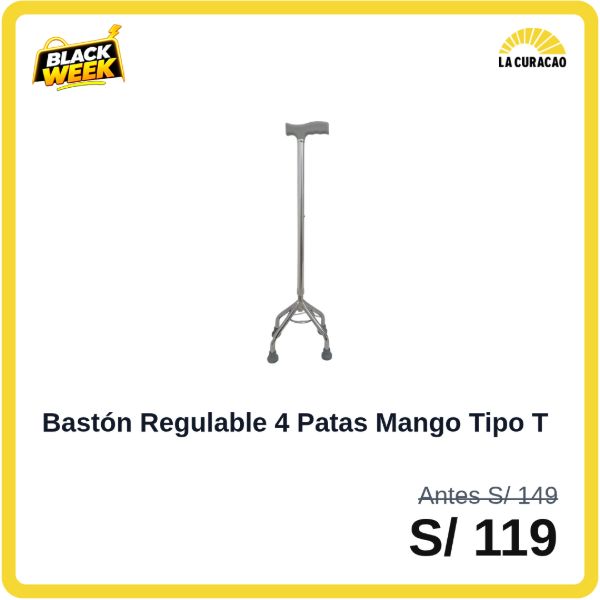 BLACK
WEEK
LA CURACAO
Bastón Regulable 4 Patas Mango Tipo T
Antes S/ 149
S/ 119